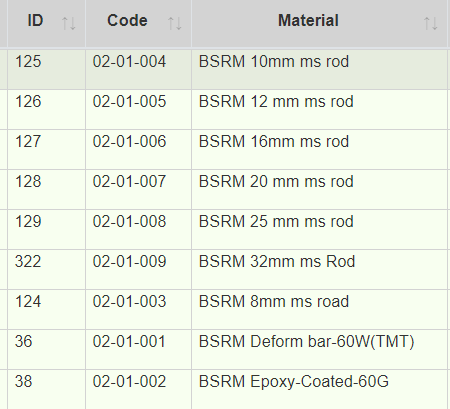 ID Code Material
125 02-01-004 BSRM 10mm ms rod
126 02-01-005 BSRM 12 mm ms rod
127 02-01-006 BSRM 16mm ms rod
128 02-01-007 BSRM 20 mm ms rod
129 02-01-008 BSRM 25 mm ms rod
322 02-01-009 BSRM 32mm ms Rod
124 02-01-003 BSRM 8mm ms road
36 02-01-001 BSRM Deform bar-60W(TMT)
38 02-01-002 BSRM Epoxy-Coated-60G